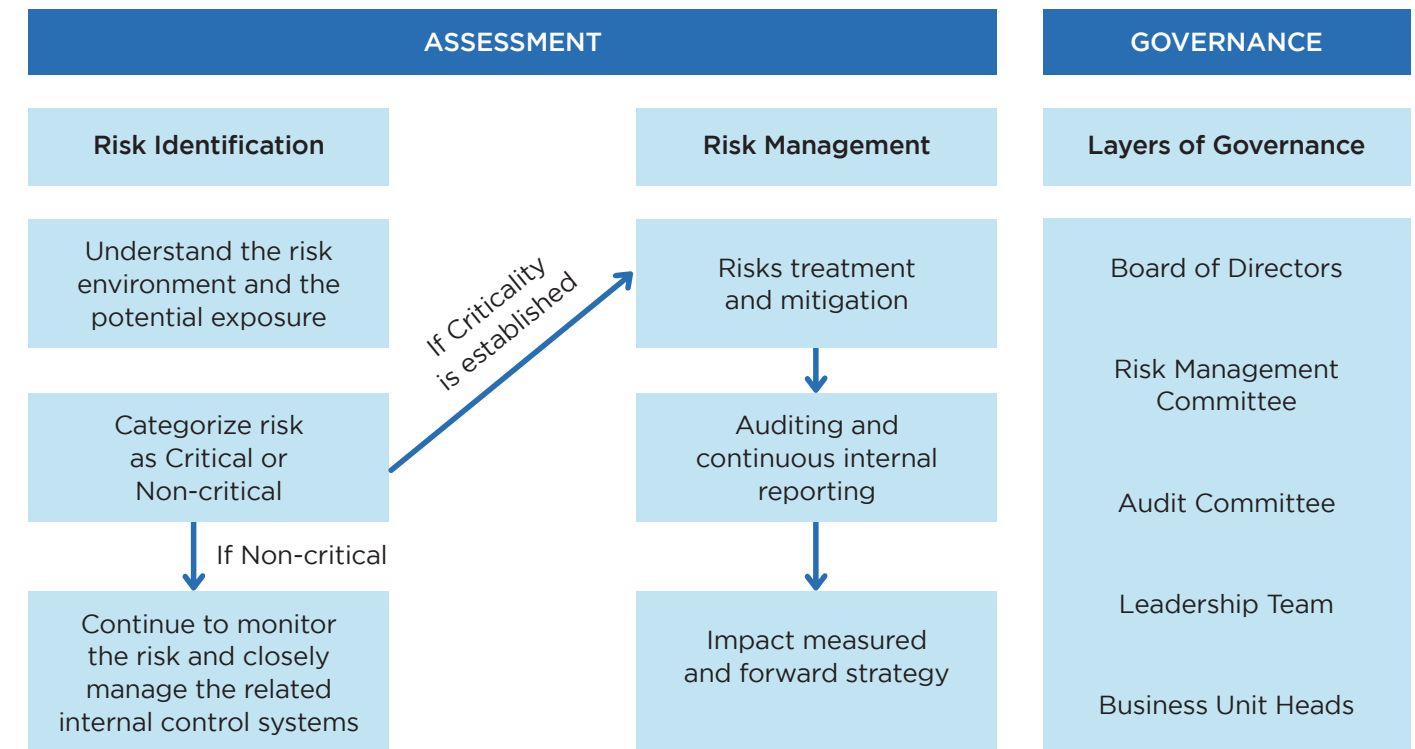 ASSESSMENT
GOVERNANCE
Risk Identification
Risk Management
Layers of Governance
Understand the risk
environment and the
potential exposure
Categorize risk
as Critical or
Non-critical
If Non-critical
Continue to monitor
the risk and closely
manage the related
internal control systems
If Criticality
is established
Risks treatment
and mitigation
Auditing and
continuous internal
reporting
Impact measured
and forward strategy
Board of Directors
Risk Management
Committee
Audit Committee
Leadership Team
Business Unit Heads